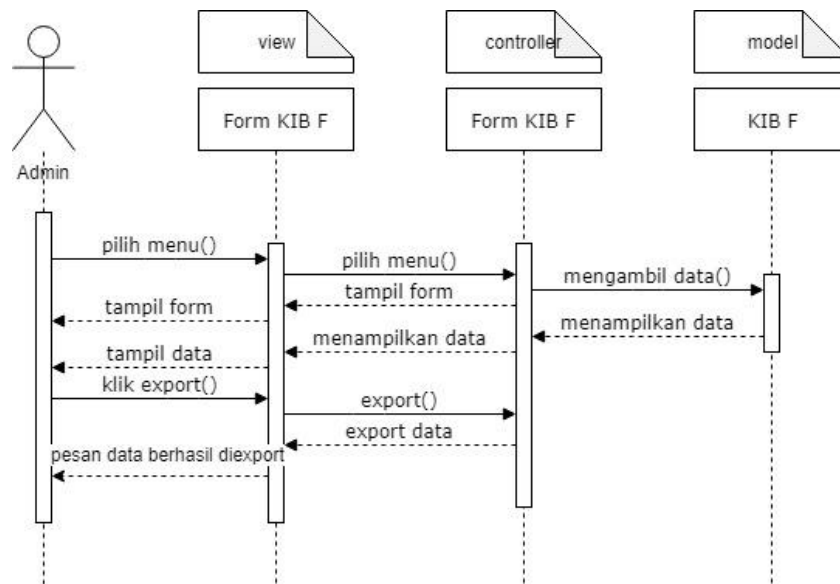 view
controller
model
Form KIB F
Form KIB F
KIB F
Admin
pilih menu()
pilih menu()
mengambil data()
tampil form
tampil form
menampilkan data
menampilkan data
tampil data
klik export()
export()
export data
pesan data berhasil diexport